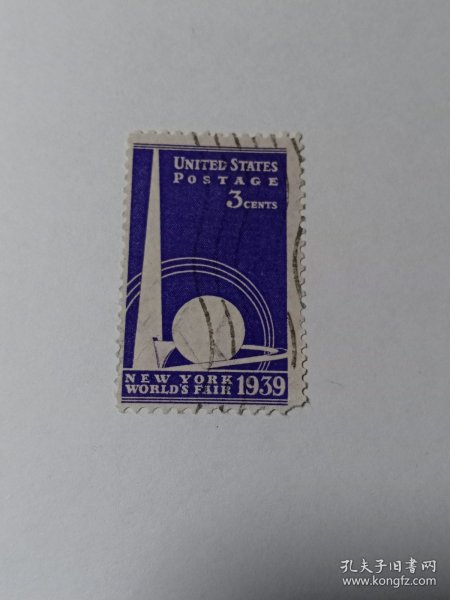 UNITED STATES
POSTAGE
3 CENTS
NEW YORK
WORLD'S FAIR 1939
孔夫子旧书网
www.kongfz.com